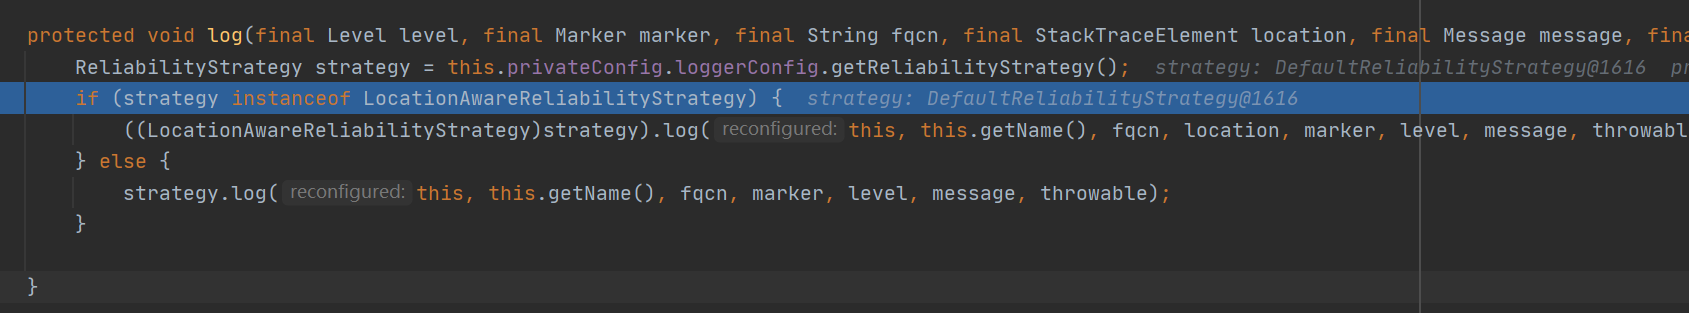 protected void log(final Level level, final Marker marker, final String fqcn, final StackTraceElement location, final Message message, fina
ReliabilityStrategy strategy = this.privateConfig.loggerConfig.getReliabilityStrategy(); strategy: DefaultReliabilityStrategy@1616 pr
if (strategy instanceof LocationAwareReliabilityStrategy) { strategy: DefaultReliabilityStrategy@1616
((LocationAwareReliabilityStrategy)strategy).log( reconfigured: this, this.getName(), fqcn, location, marker, level, message, throwabl
} else {
strategy.log( reconfigured: this, this.getName(), fqcn, marker, level, message, throwable);
}
}